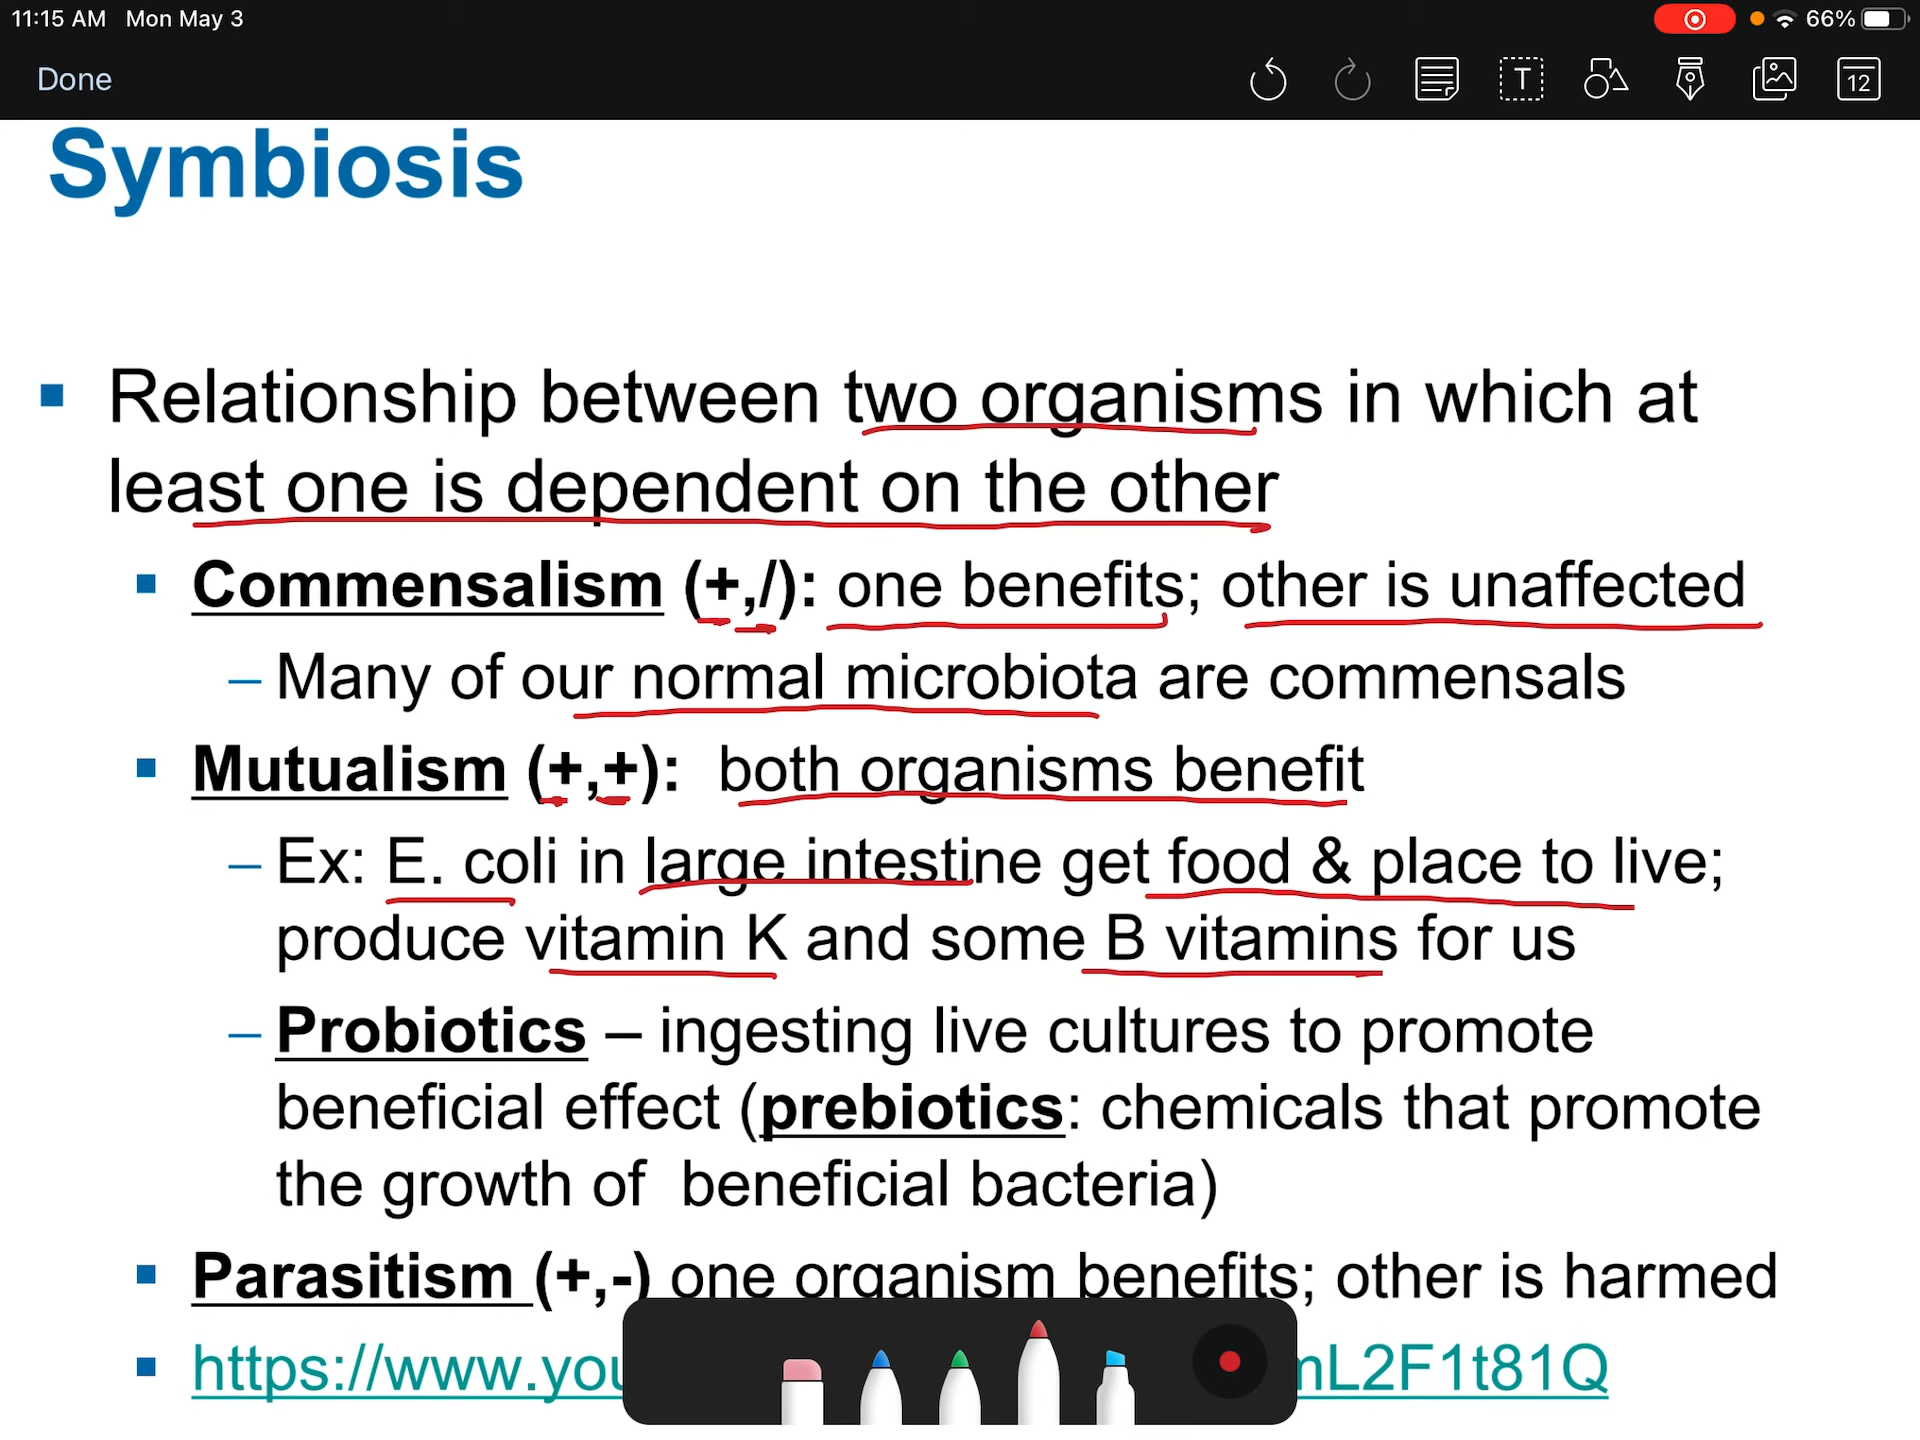 11:15 AM Mon May 3
66%
Done
T
12
Symbiosis
Relationship between two organisms in which at
least one is dependent on the other
Commensalism (+,/): one benefits; other is unaffected
– Many of our normal microbiota are commensals
Mutualism (+,+): both organisms benefit
– Ex: E. coli in large intestine get food & place to live;
produce vitamin K and some B vitamins for us
– Probiotics – ingesting live cultures to promote
beneficial effect (prebiotics: chemicals that promote
the growth of beneficial bacteria)
Parasitism (+,-) one organism benefits; other is harmed
https://www.you mL2F1t81Q